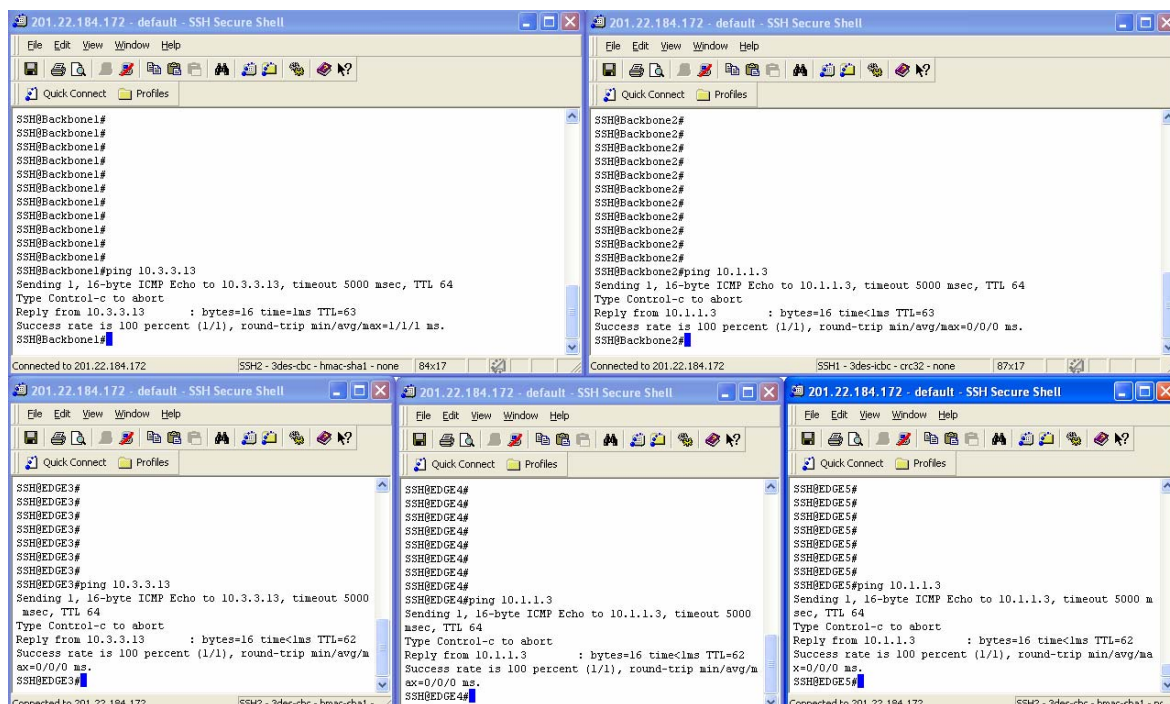 201.22.184.172 - default - SSH Secure Shell
File Edit View Window Help
Quick Connect Profiles
SSH@Backbone1#
SSH@Backbone1#
SSH@Backbone1#
SSH@Backbone1#
SSH@Backbone1#
SSH@Backbone1#
SSH@Backbone1#
SSH@Backbone1#
SSH@Backbone1#
SSH@Backbone1#
SSH@Backbone1#
SSH@Backbone1#ping 10.3.3.13
Sending 1, 16-byte ICMP Echo to 10.3.3.13, timeout 5000 msec, TTL 64
Type Control-c to abort
Reply from 10.3.3.13 : bytes=16 time=1ms TTL=63
Success rate is 100 percent (1/1), round-trip min/avg/max=1/1/1 ms.
SSH@Backbone1#
Connected to 201.22.184.172 SSH2 - 3des-cbc - hmac-sha1 - none 84x17
201.22.184.172 - default - SSH Secure Shell
File Edit View Window Help
Quick Connect Profiles
SSH@Backbone2#
SSH@Backbone2#
SSH@Backbone2#
SSH@Backbone2#
SSH@Backbone2#
SSH@Backbone2#
SSH@Backbone2#
SSH@Backbone2#
SSH@Backbone2#
SSH@Backbone2#
SSH@Backbone2#
SSH@Backbone2#ping 10.1.1.3
Sending 1, 16-byte ICMP Echo to 10.1.1.3, timeout 5000 msec, TTL 64
Type Control-c to abort
Reply from 10.1.1.3 : bytes=16 time<1ms TTL=63
Success rate is 100 percent (1/1), round-trip min/avg/max=0/0/0 ms.
SSH@Backbone2#
Connected to 201.22.184.172 SSH1 - 3des-icbc - crc32 - none 87x17
201.22.184.172 - default - SSH Secure Shell
File Edit View Window Help
Quick Connect Profiles
SSH@EDGE3#
SSH@EDGE3#
SSH@EDGE3#
SSH@EDGE3#
SSH@EDGE3#
SSH@EDGE3#
SSH@EDGE3#
SSH@EDGE3#ping 10.3.3.13
Sending 1, 16-byte ICMP Echo to 10.3.3.13, timeout 5000
msec, TTL 64
Type Control-c to abort
Reply from 10.3.3.13 : bytes=16 time<1ms TTL=62
Success rate is 100 percent (1/1), round-trip min/avg/m
ax=0/0/0 ms.
SSH@EDGE3#
Connected to 201.22.184.172 SSH2 - 3des-cbc - hmac-sha1 -
201.22.184.172 - default - SSH Secure Shell
File Edit View Window Help
Quick Connect Profiles
SSH@EDGE4#
SSH@EDGE4#
SSH@EDGE4#
SSH@EDGE4#
SSH@EDGE4#
SSH@EDGE4#
SSH@EDGE4#
SSH@EDGE4#
SSH@EDGE4#ping 10.1.1.3
Sending 1, 16-byte ICMP Echo to 10.1.1.3, timeout 5000
msec, TTL 64
Type Control-c to abort
Reply from 10.1.1.3 : bytes=16 time<1ms TTL=62
Success rate is 100 percent (1/1), round-trip min/avg/m
ax=0/0/0 ms.
SSH@EDGE4#
201.22.184.172 - default - SSH Secure Shell
File Edit View Window Help
Quick Connect Profiles
SSH@EDGE5#
SSH@EDGE5#
SSH@EDGE5#
SSH@EDGE5#
SSH@EDGE5#
SSH@EDGE5#
SSH@EDGE5#
SSH@EDGE5#ping 10.1.1.3
Sending 1, 16-byte ICMP Echo to 10.1.1.3, timeout 5000 m
sec, TTL 64
Type Control-c to abort
Reply from 10.1.1.3 : bytes=16 time<1ms TTL=62
Success rate is 100 percent (1/1), round-trip min/avg/ma
x=0/0/0 ms.
SSH@EDGE5#
Connected to 201.22.184.172 SSH2 - 3des-cbc - hmac-sha1 -